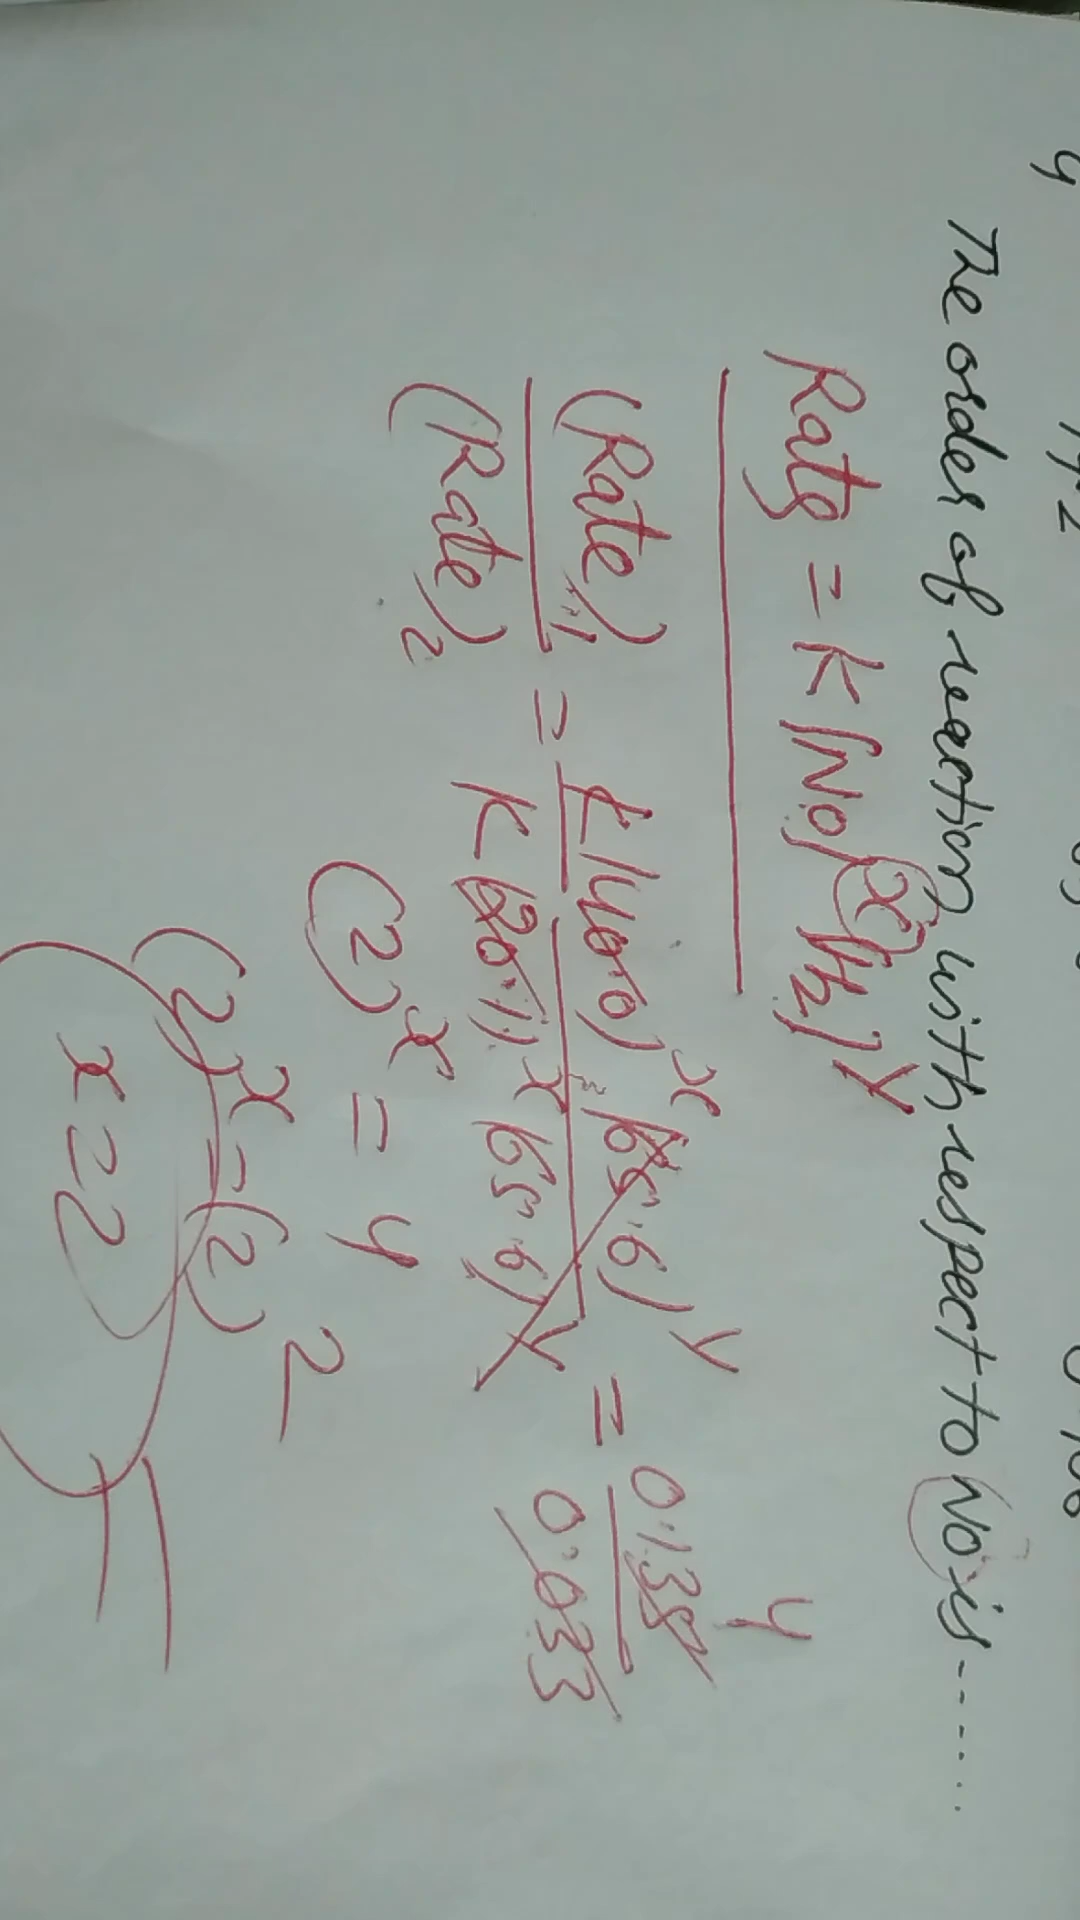 The order of reaction with respect to No is ------
Rate = K [No]x [H2]Y
(Rate)1 = K (40.0)x (65.6)Y = 0.135 4
(Rate)2 K (20.1)x (65.6)Y 0.033
(2)x = 4
(2)x = (2)2
x = 2